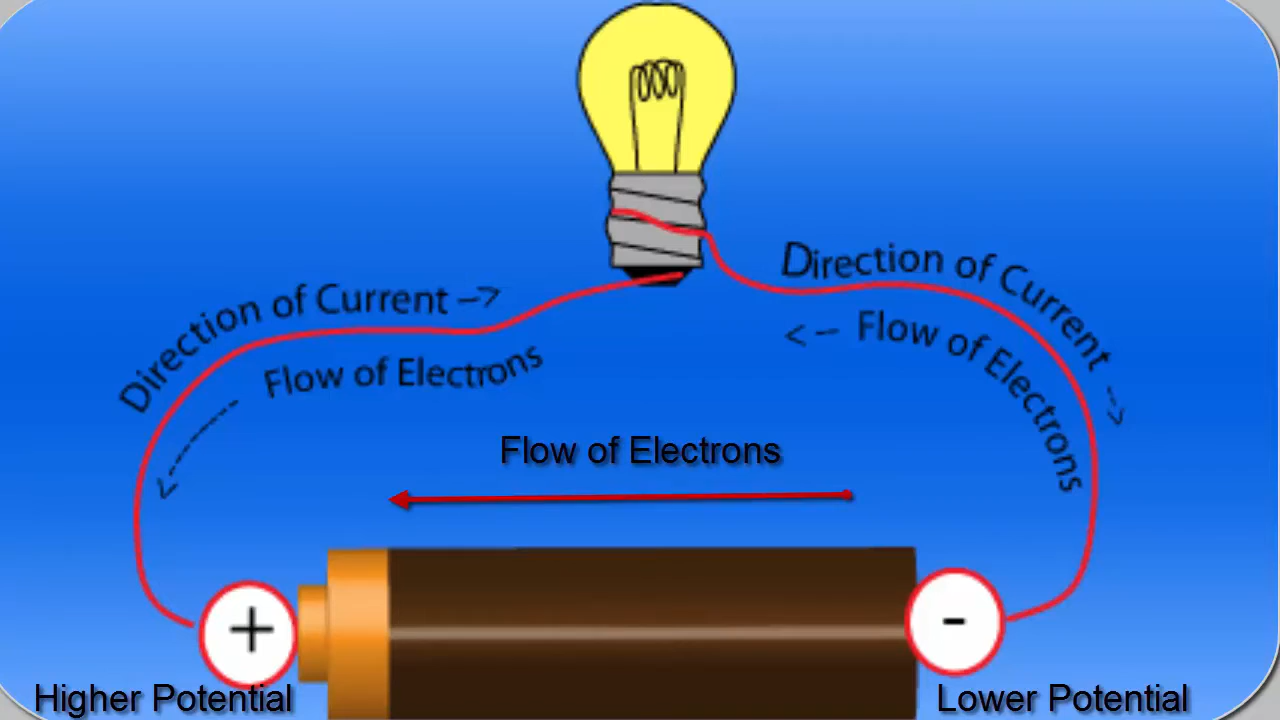 Direction of Current -->
Direction of Current -->
<-- Flow of Electrons
Flow of Electrons
Flow of Electrons
+
-
Higher Potential
Lower Potential